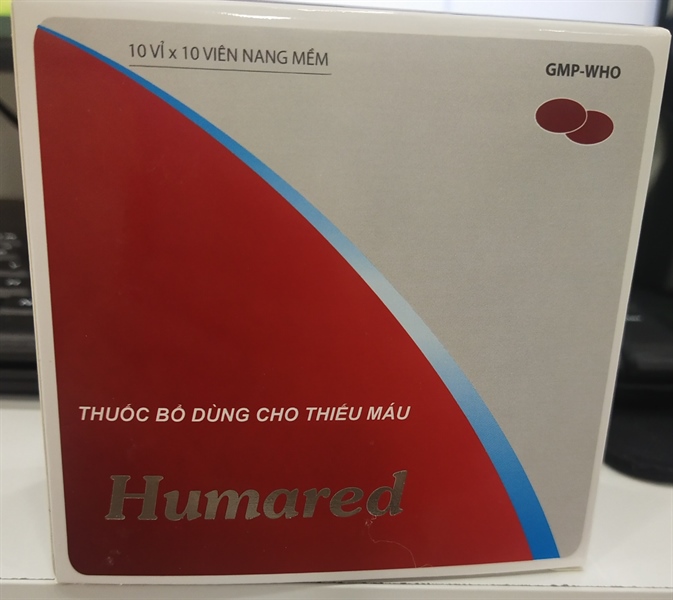 10 VỈ x 10 VIÊN NANG MỀM
GMP-WHO
THUỐC BỔ DÙNG CHO THIẾU MÁU
Humared